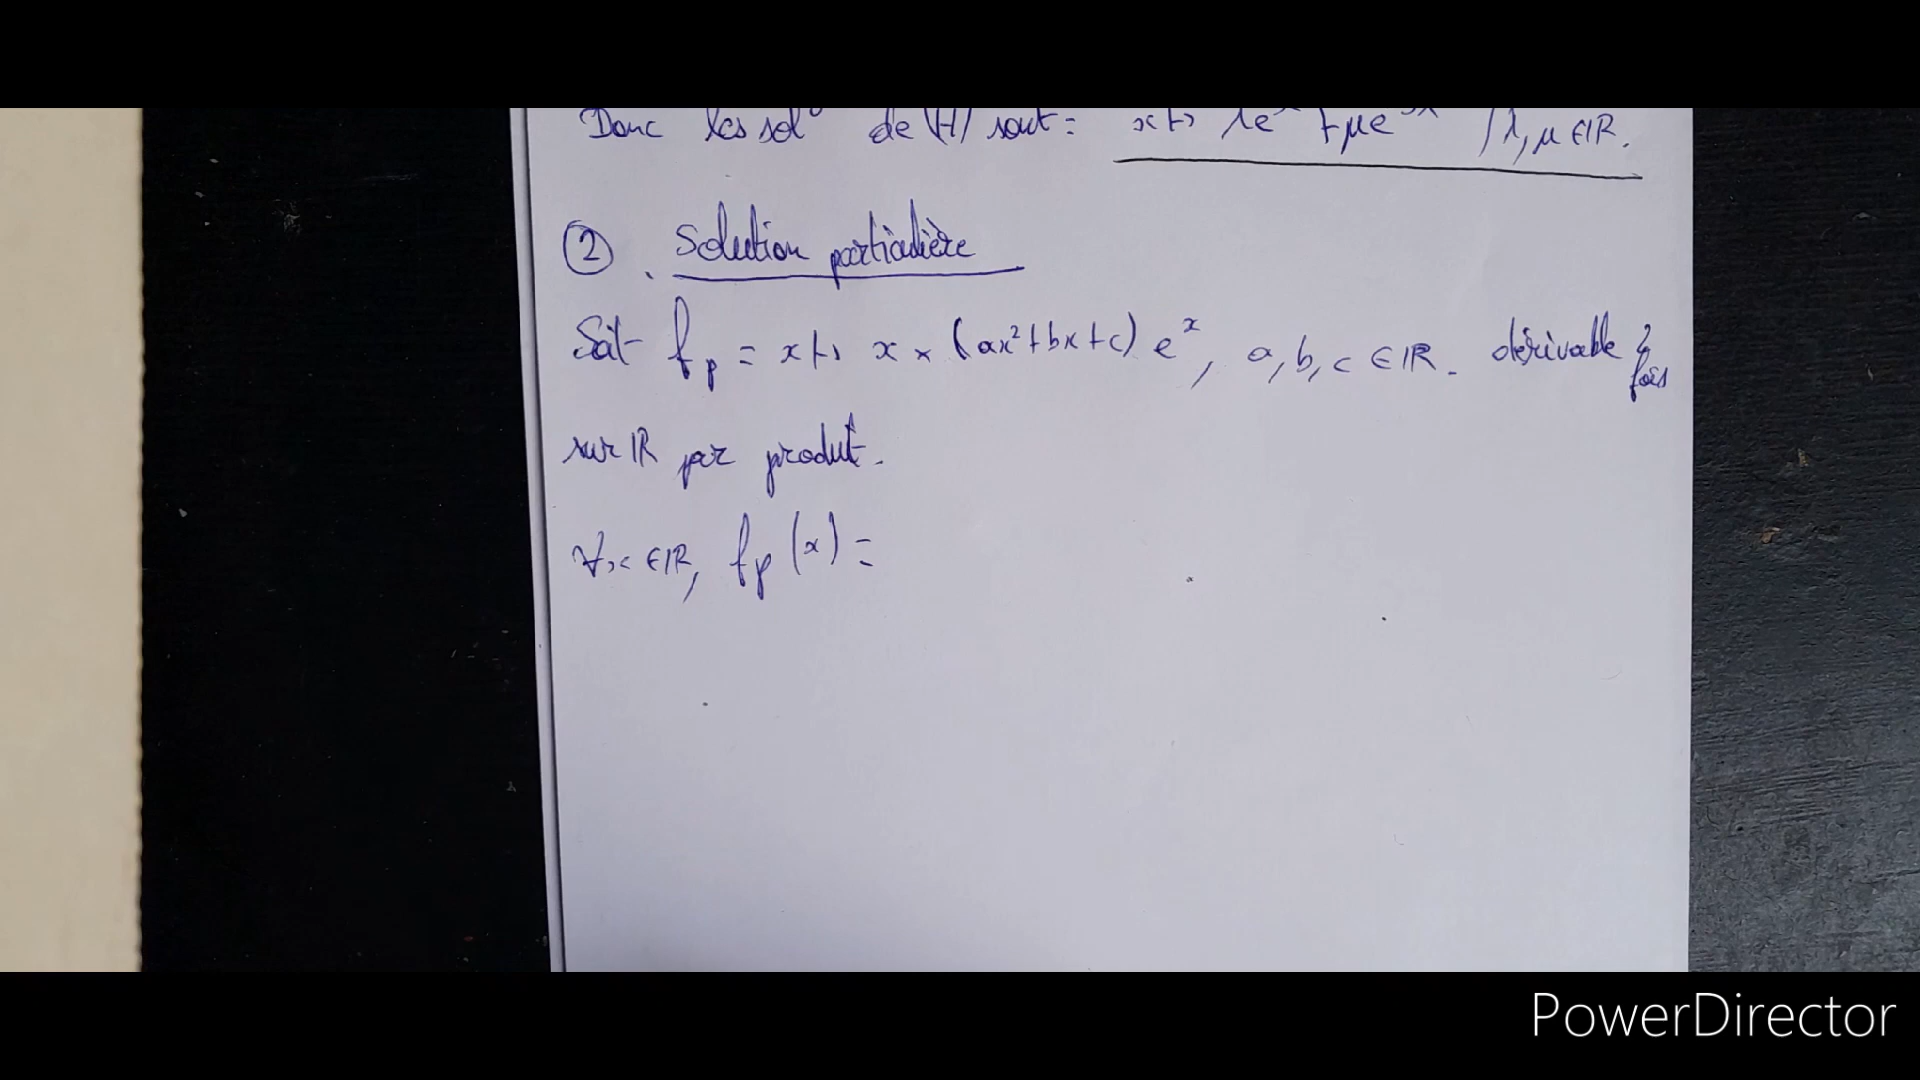 Donc les sol° de (H) sont : x ↦ λe^x + μe^3x / λ, μ ∈ ℝ.
② . Solution particulière
Soit f_p = x ↦ x × (ax² + bx + c) e^x, a, b, c ∈ ℝ. dérivable 2 fois
sur ℝ par produit.
∀x ∈ ℝ, f_p (x) =
PowerDirector